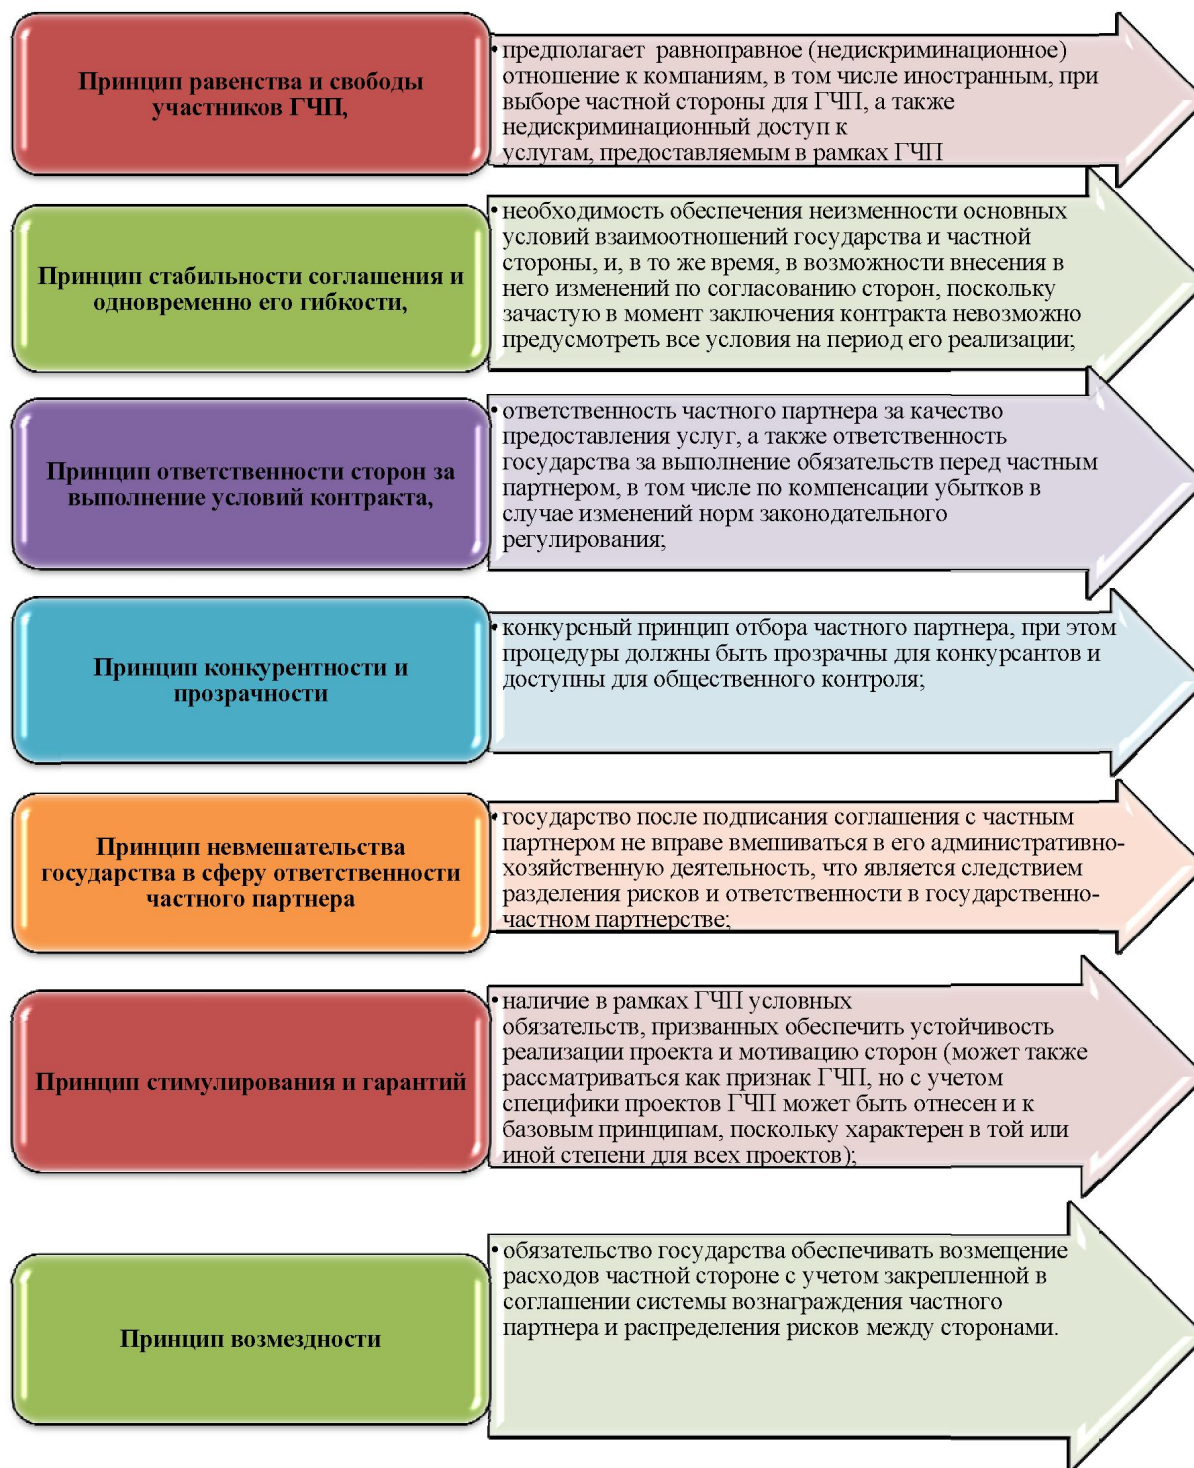 Принцип равенства и свободы
участников ГЧП,
• предполагает равноправное (недискриминационное)
отношение к компаниям, в том числе иностранным, при
выборе частной стороны для ГЧП, а также
недискриминационный доступ к
услугам, предоставляемым в рамках ГЧП
Принцип стабильности соглашения и
одновременно его гибкости,
• необходимость обеспечения неизменности основных
условий взаимоотношений государства и частной
стороны, и, в то же время, в возможности внесения в
него изменений по согласованию сторон, поскольку
зачастую в момент заключения контракта невозможно
предусмотреть все условия на период его реализации;
Принцип ответственности сторон за
выполнение условий контракта,
• ответственность частного партнера за качество
предоставления услуг, а также ответственность
государства за выполнение обязательств перед частным
партнером, в том числе по компенсации убытков в
случае изменений норм законодательного
регулирования;
Принцип конкурентности и
прозрачности
• конкурсный принцип отбора частного партнера, при этом
процедуры должны быть прозрачны для конкурсантов и
доступны для общественного контроля;
Принцип невмешательства
государства в сферу ответственности
частного партнера
• государство после подписания соглашения с частным
партнером не вправе вмешиваться в его административно-
хозяйственную деятельность, что является следствием
разделения рисков и ответственности в государственно-
частном партнерстве;
Принцип стимулирования и гарантий
• наличие в рамках ГЧП условных
обязательств, призванных обеспечить устойчивость
реализации проекта и мотивацию сторон (может также
рассматриваться как признак ГЧП, но с учетом
специфики проектов ГЧП может быть отнесен и к
базовым принципам, поскольку характерен в той или
иной степени для всех проектов);
Принцип возмездности
• обязательство государства обеспечивать возмещение
расходов частной стороне с учетом закрепленной в
соглашении системы вознаграждения частного
партнера и распределения рисков между сторонами.